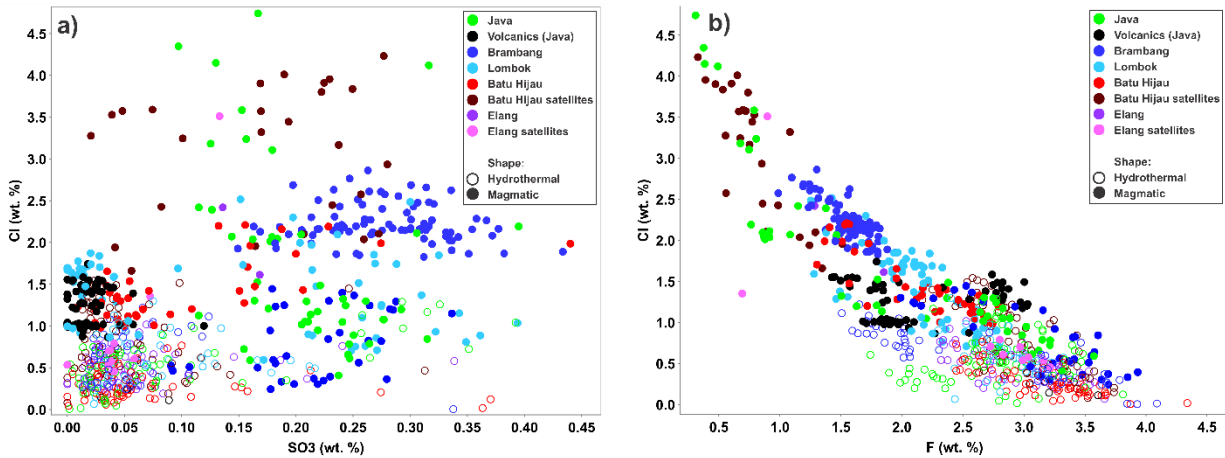 a)
Java
Volcanics (Java)
Brambang
Lombok
Batu Hijau
Batu Hijau satellites
Elang
Elang satellites
Shape:
Hydrothermal
Magmatic
Cl (wt. %)
4.5
4.0
3.5
3.0
2.5
2.0
1.5
1.0
0.5
0.0
0.00 0.05 0.10 0.15 0.20 0.25 0.30 0.35 0.40 0.45
SO3 (wt. %)
b)
Java
Volcanics (Java)
Brambang
Lombok
Batu Hijau
Batu Hijau satellites
Elang
Elang satellites
Shape:
Hydrothermal
Magmatic
Cl (wt. %)
4.5
4.0
3.5
3.0
2.5
2.0
1.5
1.0
0.5
0.0
0.5 1.0 1.5 2.0 2.5 3.0 3.5 4.0 4.5
F (wt. %)